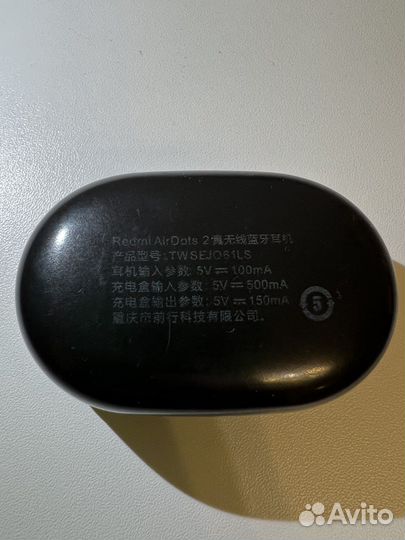 Redmi AirDots 2真无线蓝牙耳机
产品型号: TWSEJ061LS
耳机输入参数: 5V⎓100mA
充电盒输入参数: 5V⎓500mA
充电盒输出参数: 5V⎓150mA
重庆市前行科技有限公司
5
Avito